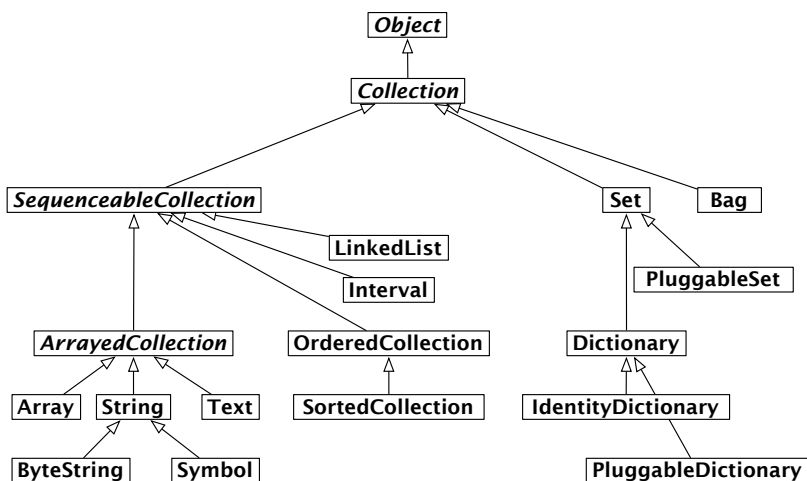 Object
Collection
SequenceableCollection
Set
Bag
LinkedList
PluggableSet
Interval
ArrayedCollection
OrderedCollection
Dictionary
Array
String
Text
SortedCollection
IdentityDictionary
ByteString
Symbol
PluggableDictionary